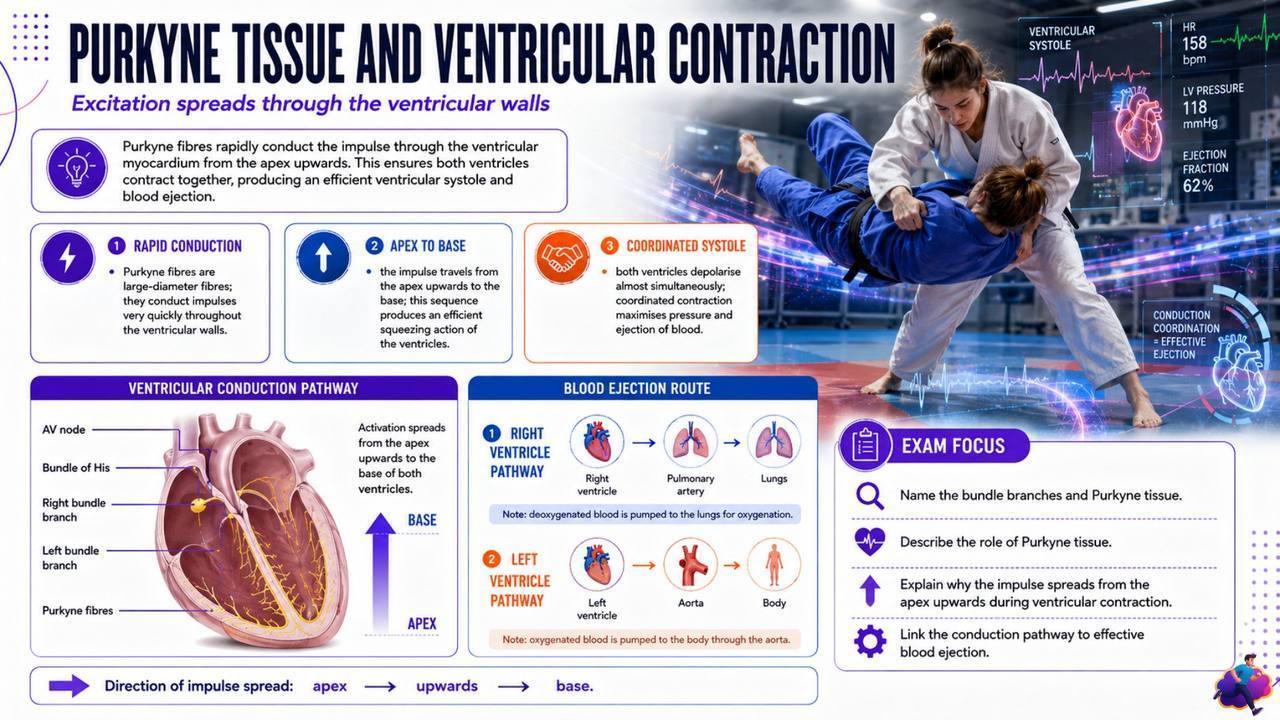 PURKYNE TISSUE AND VENTRICULAR CONTRACTION
Excitation spreads through the ventricular walls
Purkyne fibres rapidly conduct the impulse through the ventricular
myocardium from the apex upwards. This ensures both ventricles
contract together, producing an efficient ventricular systole and
blood ejection.
1 RAPID CONDUCTION
• Purkyne fibres are
large-diameter fibres;
they conduct impulses
very quickly throughout
the ventricular walls.
2 APEX TO BASE
• the impulse travels from
the apex upwards to the
base; this sequence
produces an efficient
squeezing action of
the ventricles.
3 COORDINATED SYSTOLE
• both ventricles depolarise
almost simultaneously;
coordinated contraction
maximises pressure and
ejection of blood.
VENTRICULAR
SYSTOLE
HR
158
bpm
LV PRESSURE
118
mmHg
EJECTION
FRACTION
62%
CONDUCTION
COORDINATION
= EFFECTIVE
EJECTION
VENTRICULAR CONDUCTION PATHWAY
AV node
Bundle of His
Right bundle
branch
Left bundle
branch
Purkyne fibres
Activation spreads
from the apex
upwards to the
base of both
ventricles.
BASE
APEX
BLOOD EJECTION ROUTE
1 RIGHT
VENTRICLE
PATHWAY
Right
ventricle
Pulmonary
artery
Lungs
Note: deoxygenated blood is pumped to the lungs for oxygenation.
2 LEFT
VENTRICLE
PATHWAY
Left
ventricle
Aorta
Body
Note: oxygenated blood is pumped to the body through the aorta.
EXAM FOCUS
Name the bundle branches and Purkyne tissue.
Describe the role of Purkyne tissue.
Explain why the impulse spreads from the
apex upwards during ventricular contraction.
Link the conduction pathway to effective
blood ejection.
Direction of impulse spread: apex → upwards → base.